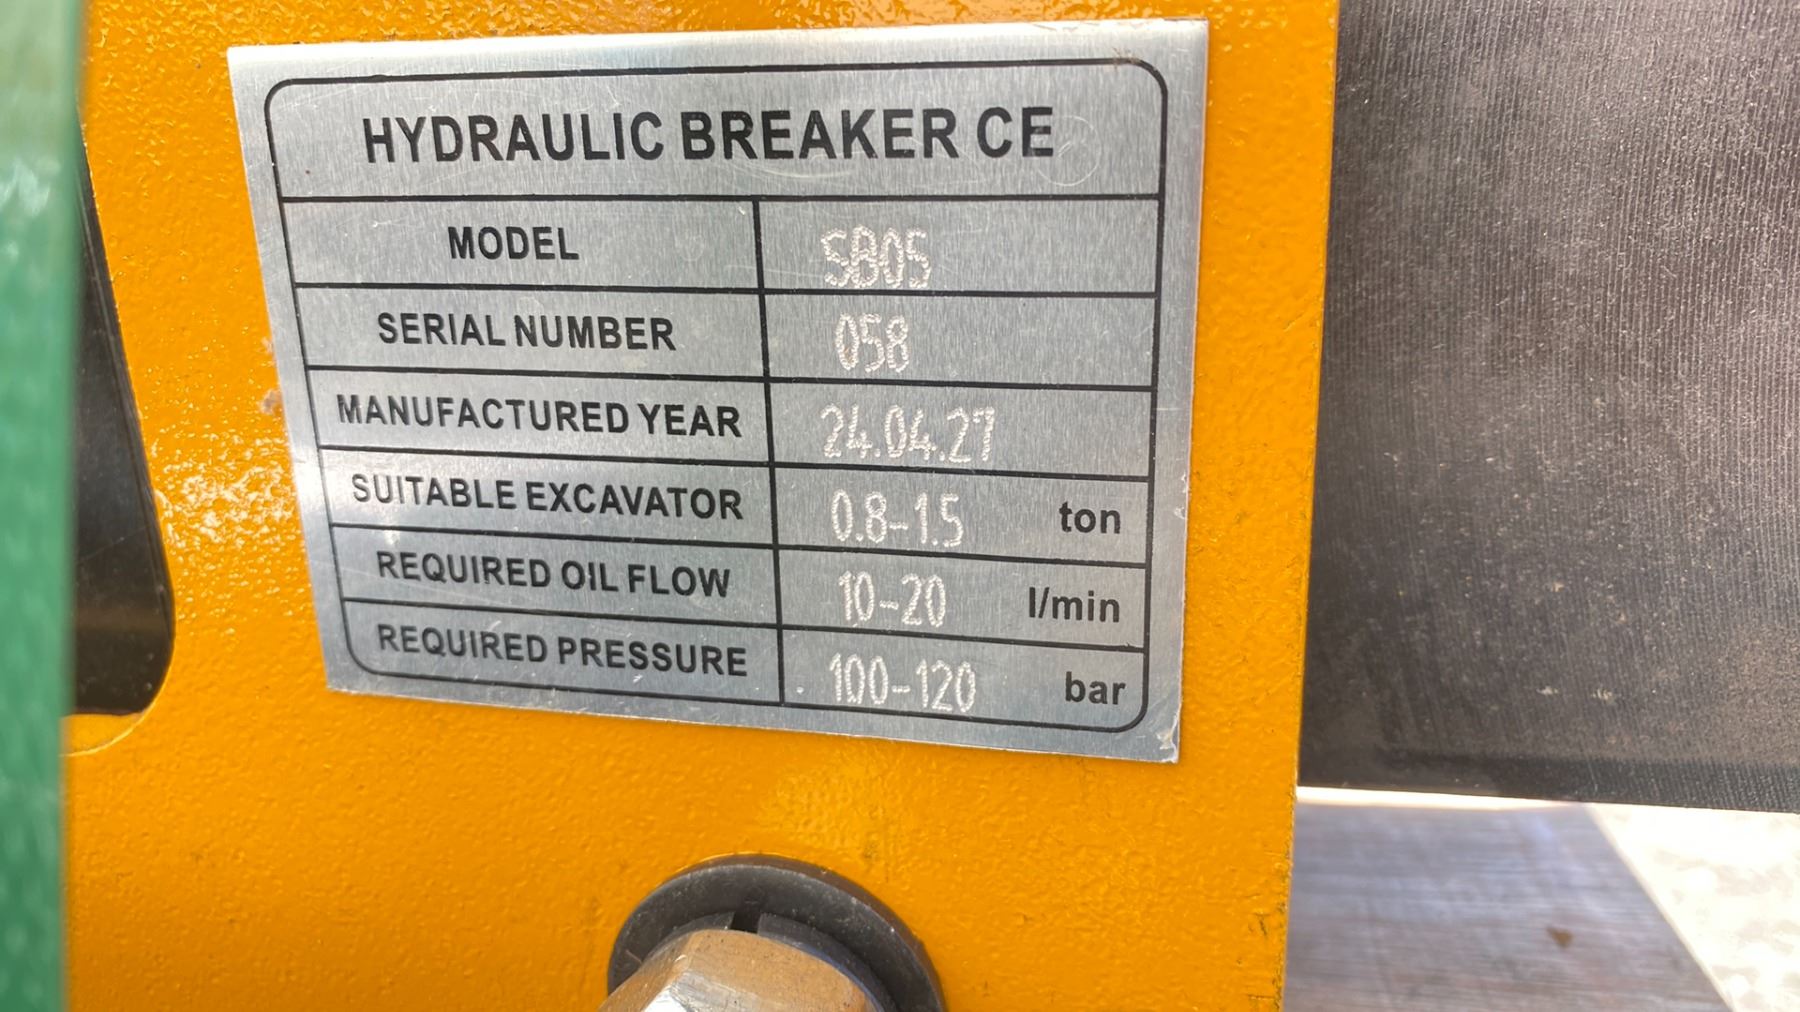 HYDRAULIC BREAKER CE
MODEL SB05
SERIAL NUMBER 058
MANUFACTURED YEAR 24.04.27
SUITABLE EXCAVATOR 0.8-1.5 ton
REQUIRED OIL FLOW 10-20 l/min
REQUIRED PRESSURE 100-120 bar